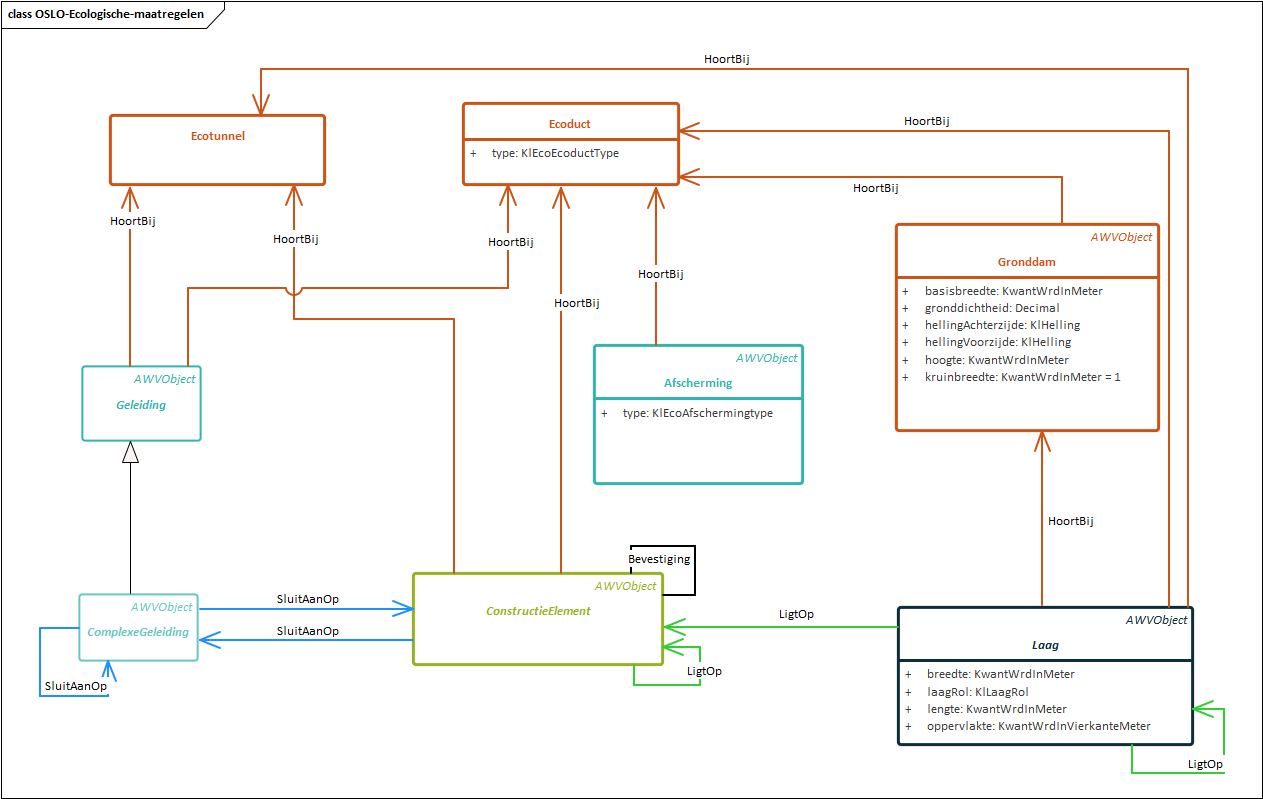 class OSLO-Ecologische-maatregelen
HoortBij
Ecotunnel
Ecoduct
+ type: KlEcoEcoductType
HoortBij
HoortBij
HoortBij
HoortBij
HoortBij
HoortBij
HoortBij
AWVObject
Gronddam
+ basisbreedte: KwantWrdInMeter
+ gronddichtheid: Decimal
+ hellingAchterzijde: KlHelling
+ hellingVoorzijde: KlHelling
+ hoogte: KwantWrdInMeter
+ kruinbreedte: KwantWrdInMeter = 1
AWVObject
Geleiding
AWVObject
Afscherming
+ type: KlEcoAfschermingtype
HoortBij
Bevestiging
AWVObject
ComplexeGeleiding
SluitAanOp
SluitAanOp
SluitAanOp
AWVObject
ConstructieElement
LigtOp
LigtOp
AWVObject
Laag
+ breedte: KwantWrdInMeter
+ laagRol: KlLaagRol
+ lengte: KwantWrdInMeter
+ oppervlakte: KwantWrdInVierkanteMeter
LigtOp